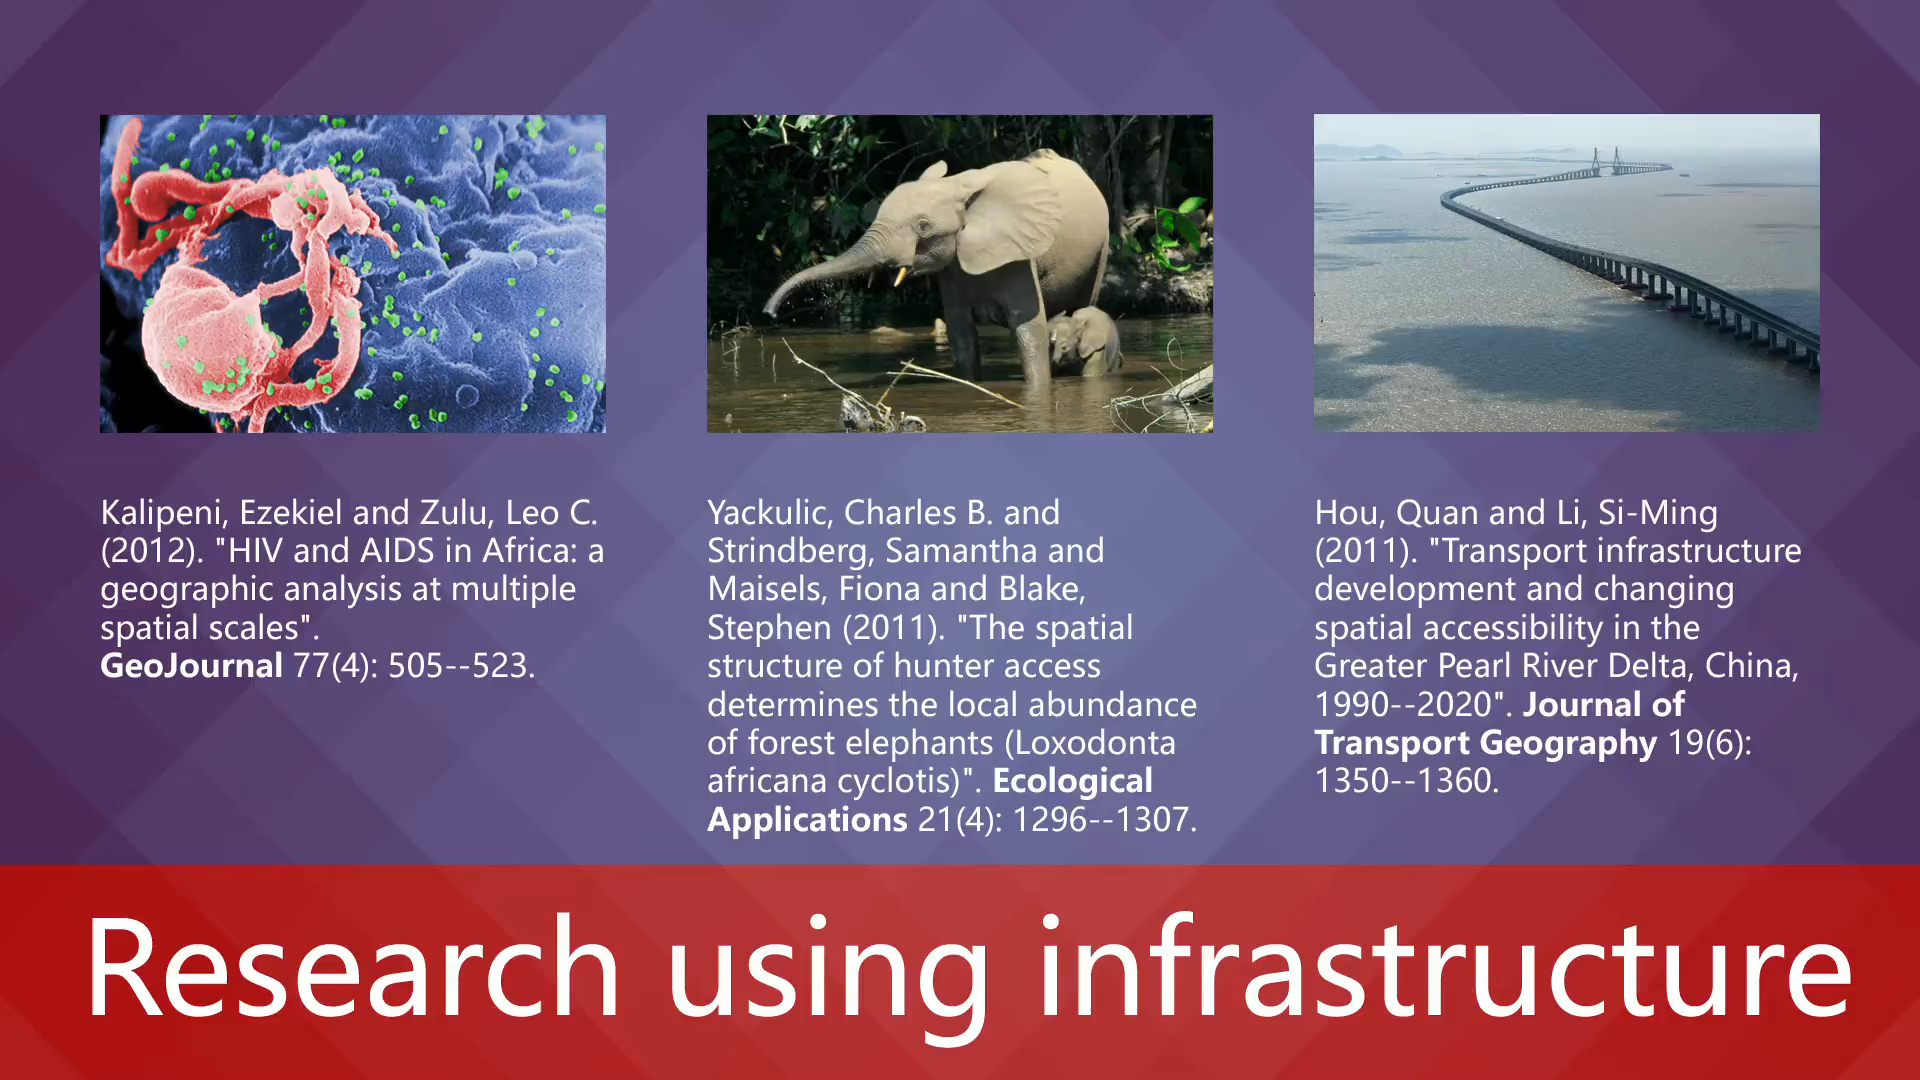 Kalipeni, Ezekiel and Zulu, Leo C.
(2012). "HIV and AIDS in Africa: a
geographic analysis at multiple
spatial scales".
GeoJournal 77(4): 505--523.
Yackulic, Charles B. and
Strindberg, Samantha and
Maisels, Fiona and Blake,
Stephen (2011). "The spatial
structure of hunter access
determines the local abundance
of forest elephants (Loxodonta
africana cyclotis)". Ecological
Applications 21(4): 1296--1307.
Hou, Quan and Li, Si-Ming
(2011). "Transport infrastructure
development and changing
spatial accessibility in the
Greater Pearl River Delta, China,
1990--2020". Journal of
Transport Geography 19(6):
1350--1360.
Research using infrastructure